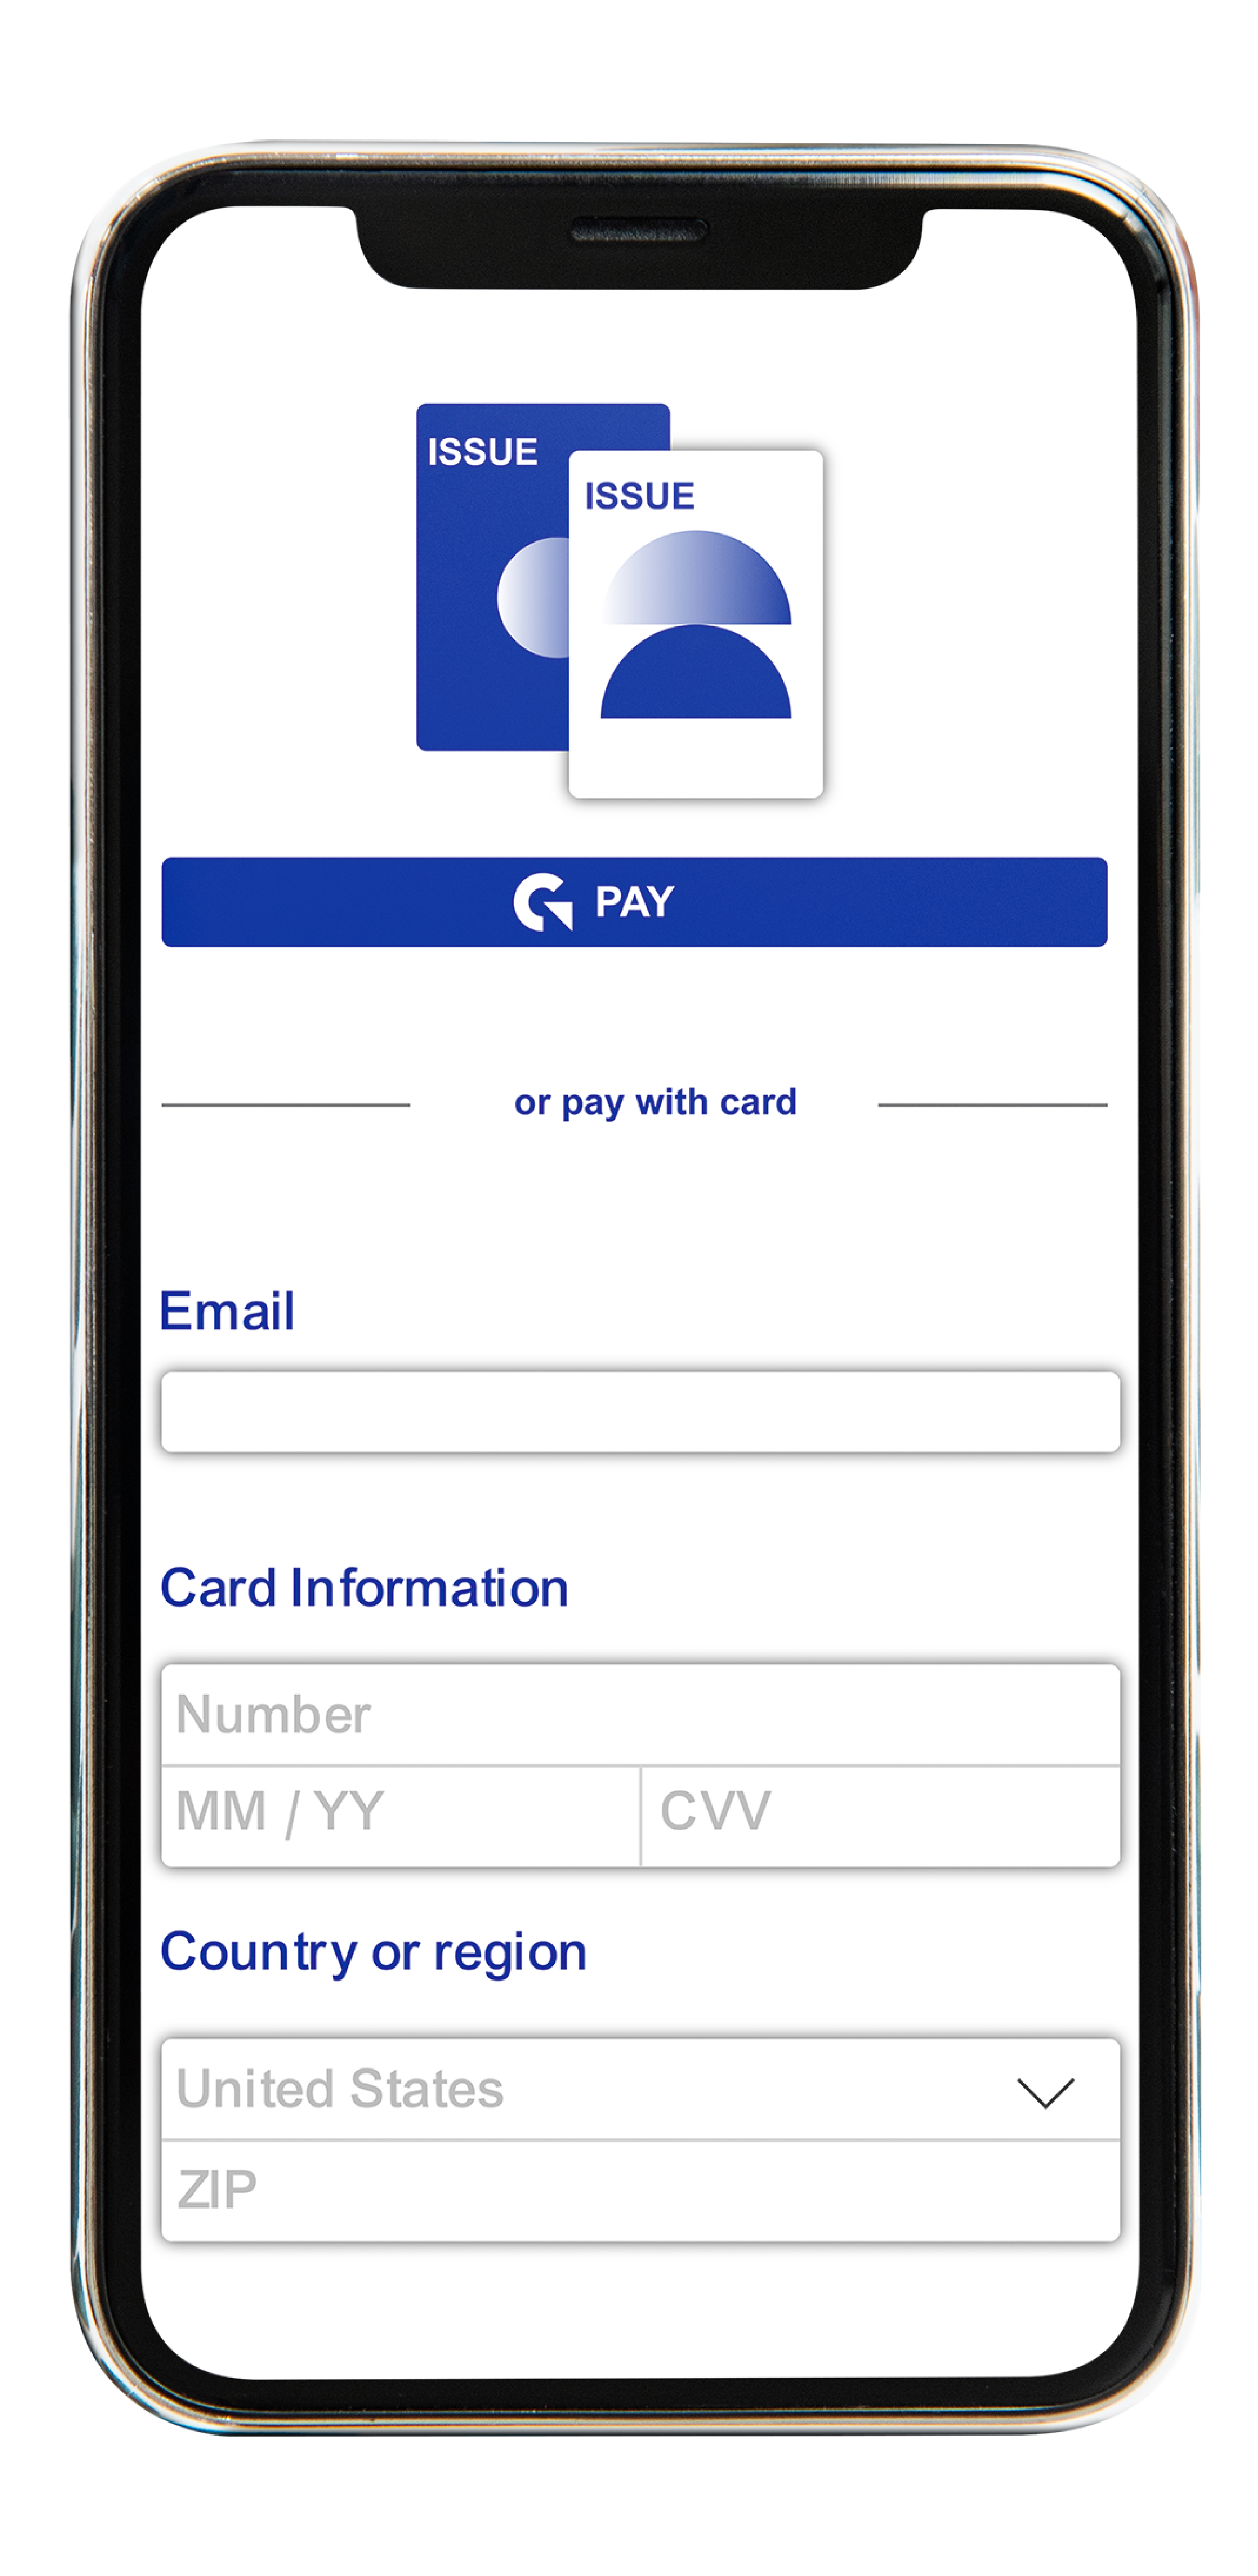 ISSUE
ISSUE
PAY
or pay with card
Email
Card Information
Number
MM / YY
CVV
Country or region
United States
ZIP